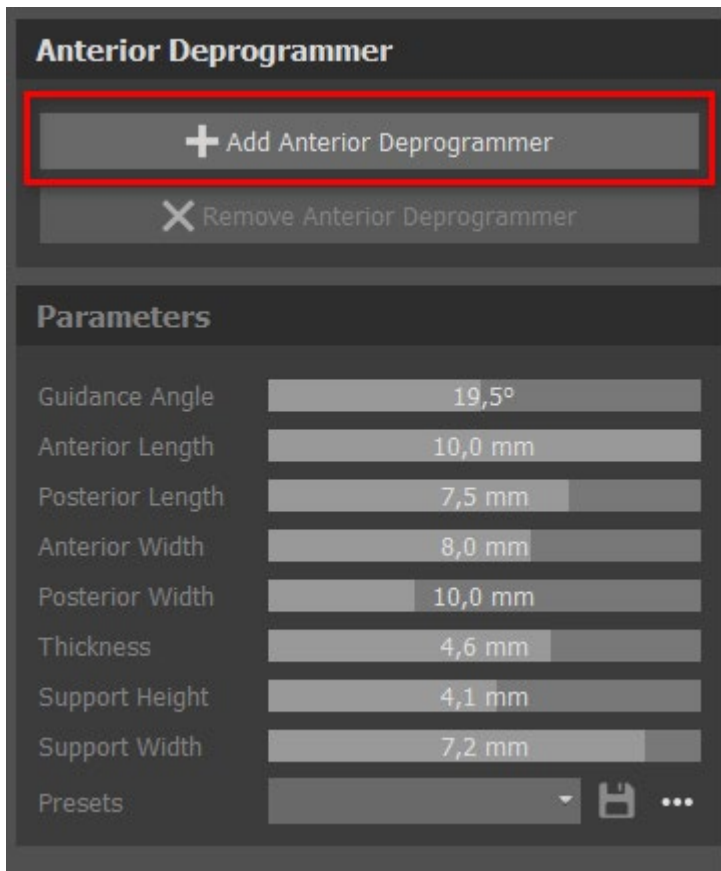 Anterior Deprogrammer
Add Anterior Deprogrammer
Remove Anterior Deprogrammer
Parameters
Guidance Angle 19,5º
Anterior Length 10,0 mm
Posterior Length 7,5 mm
Anterior Width 8,0 mm
Posterior Width 10,0 mm
Thickness 4,6 mm
Support Height 4,1 mm
Support Width 7,2 mm
Presets